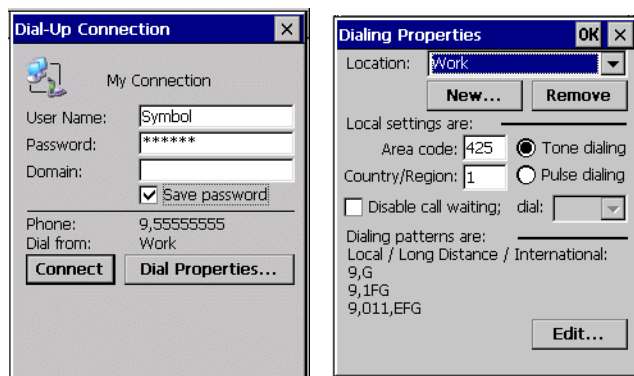 Dial-Up Connection
My Connection
User Name: Symbol
Password: ******
Domain:
Save password
Phone: 9,55555555
Dial from: Work
Connect Dial Properties...
Dialing Properties OK
Location: Work
New... Remove
Local settings are:
Area code: 425 Tone dialing
Country/Region: 1 Pulse dialing
Disable call waiting; dial:
Dialing patterns are:
Local / Long Distance / International:
9,G
9,1FG
9,011,EFG
Edit...